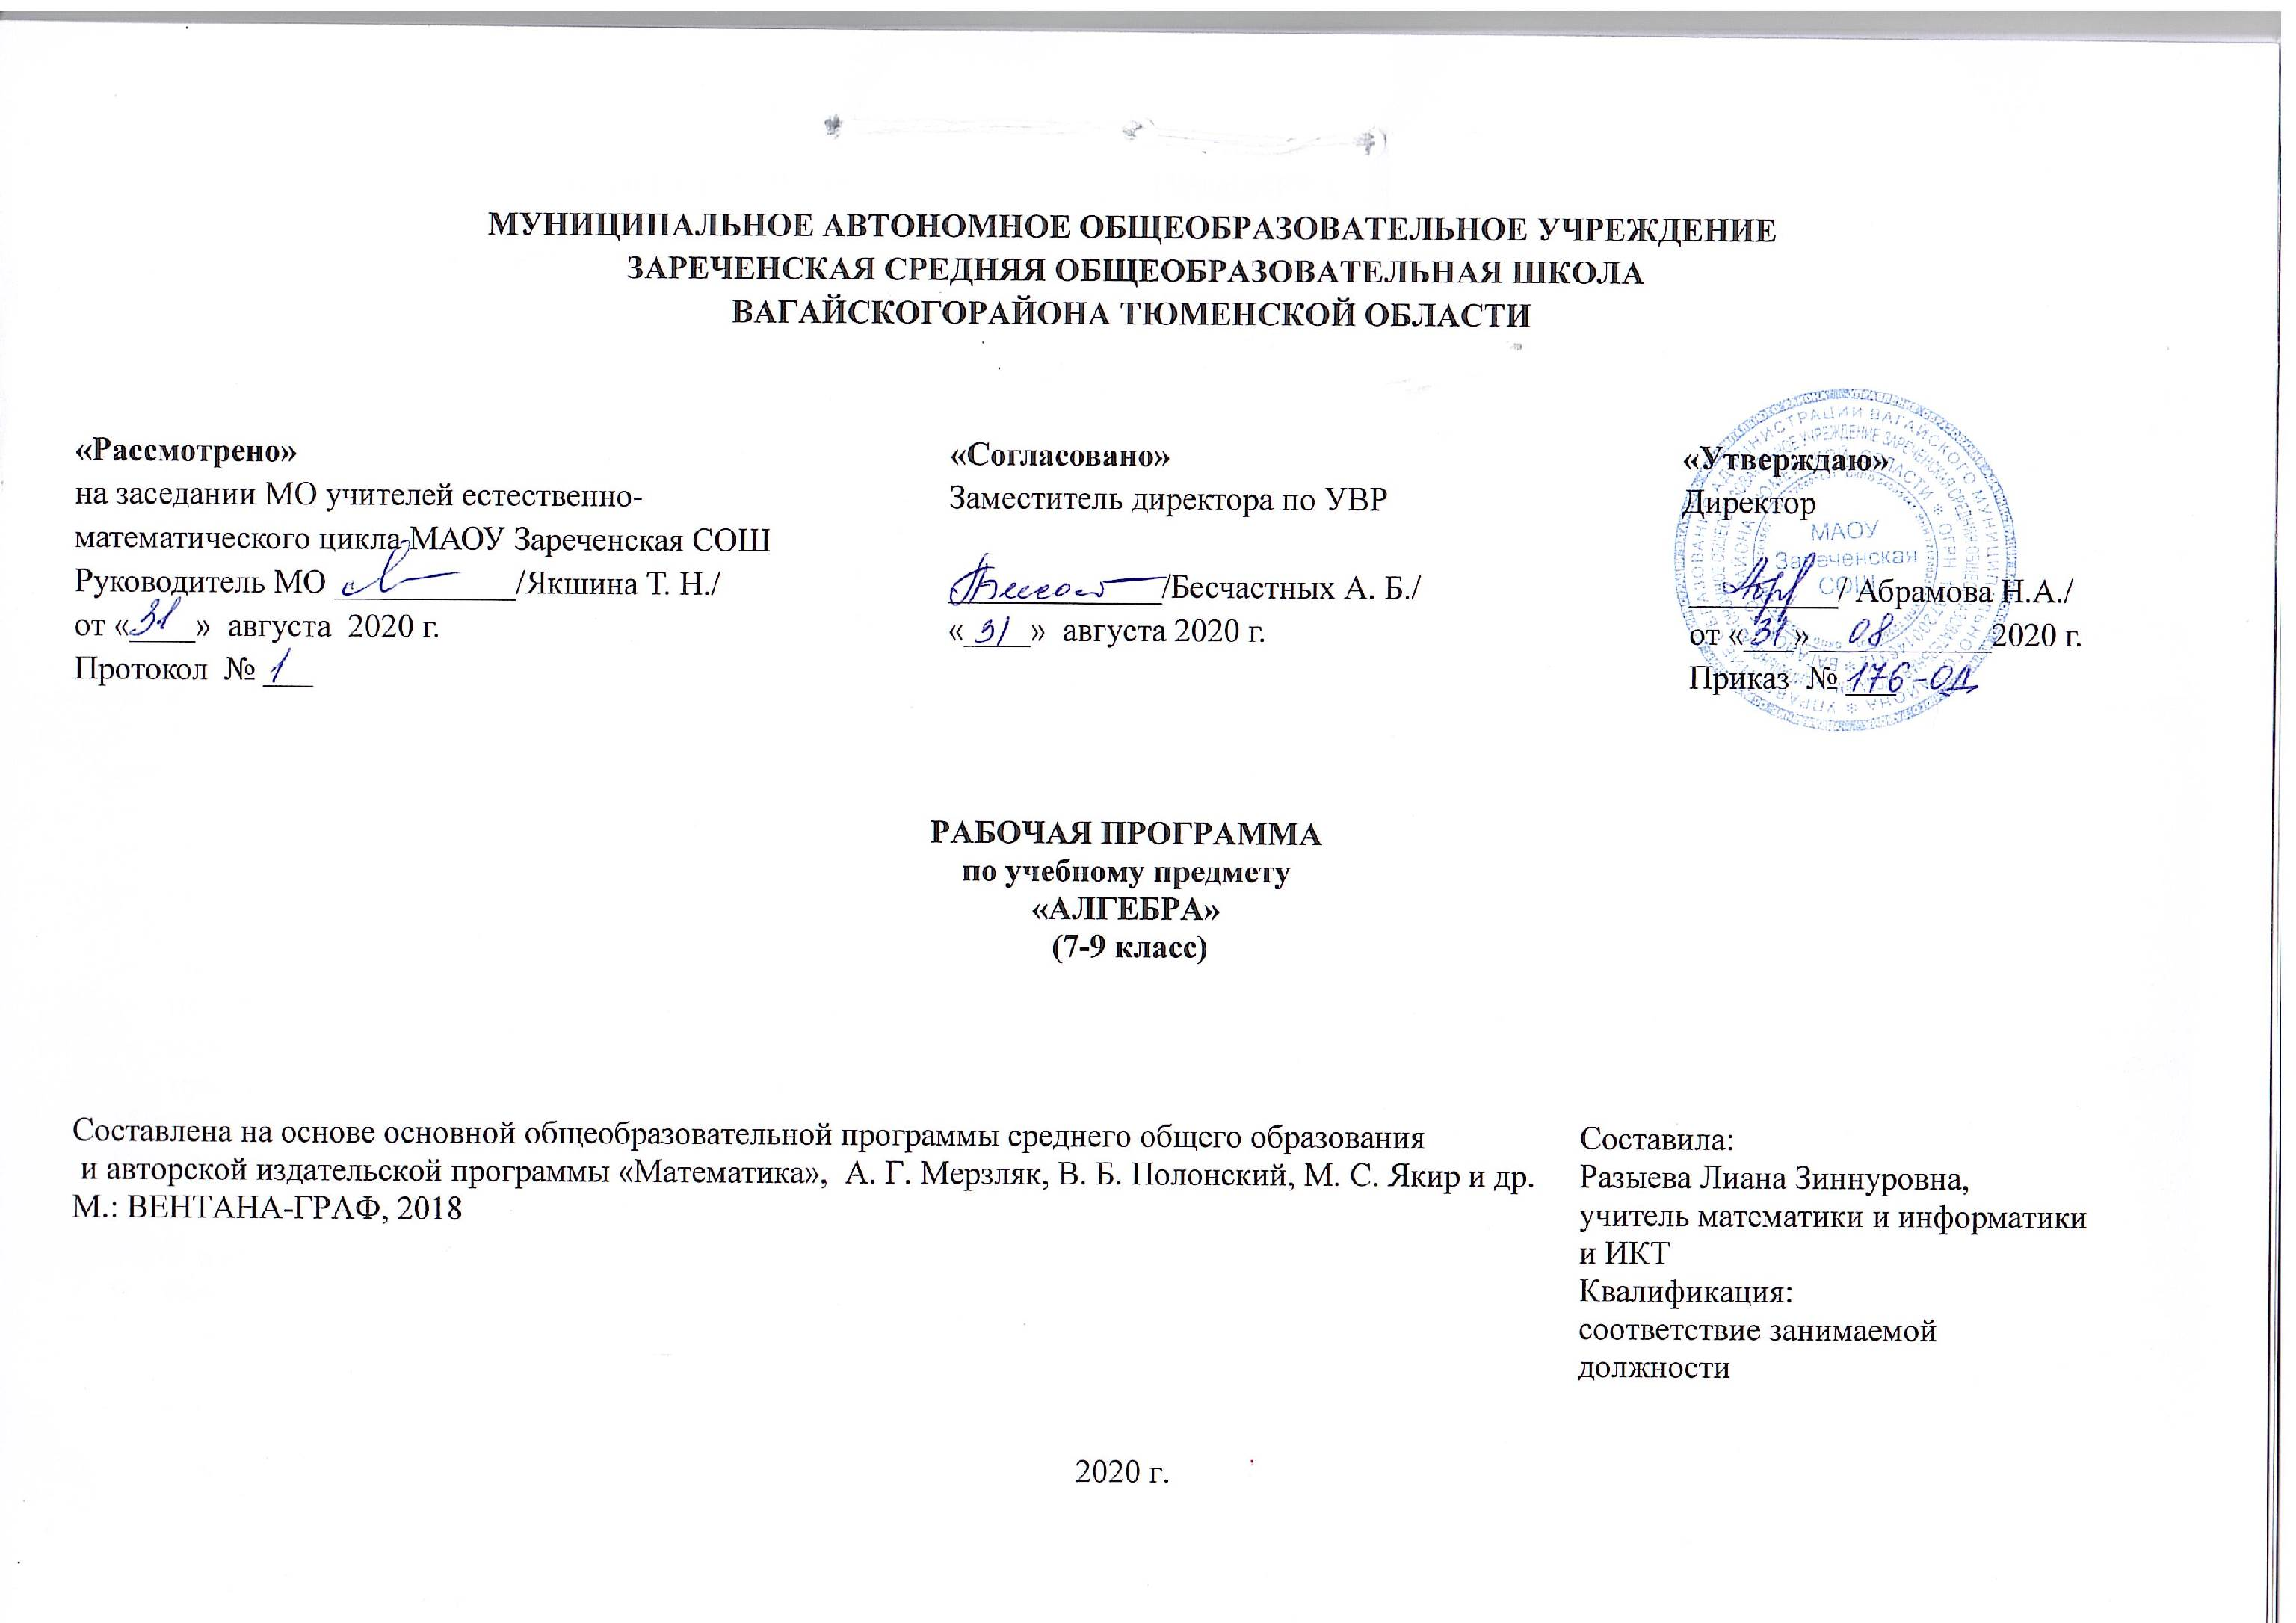 МУНИЦИПАЛЬНОЕ АВТОНОМНОЕ ОБЩЕОБРАЗОВАТЕЛЬНОЕ УЧРЕЖДЕНИЕ
ЗАРЕЧЕНСКАЯ СРЕДНЯЯ ОБЩЕОБРАЗОВАТЕЛЬНАЯ ШКОЛА
ВАГАЙСКОГОРАЙОНА ТЮМЕНСКОЙ ОБЛАСТИ
«Рассмотрено»
на заседании МО учителей естественно-
математического цикла МАОУ Зареченская СОШ
Руководитель МО ___________/Якшина Т. Н./
от «31» августа 2020 г.
Протокол № 1
«Согласовано»
Заместитель директора по УВР
_____________/Бесчастных А. Б./
«31» августа 2020 г.
«Утверждаю»
Директор
_________/ Абрамова Н.А./
от «31» 08 2020 г.
Приказ № 176-ОД
МАОУ
Зареченская
СОШ
РАБОЧАЯ ПРОГРАММА
по учебному предмету
«АЛГЕБРА»
(7-9 класс)
Составлена на основе основной общеобразовательной программы среднего общего образования
и авторской издательской программы «Математика», А. Г. Мерзляк, В. Б. Полонский, М. С. Якир и др.
М.: ВЕНТАНА-ГРАФ, 2018
Составила:
Разыева Лиана Зиннуровна,
учитель математики и информатики
и ИКТ
Квалификация:
соответствие занимаемой
должности
2020 г.